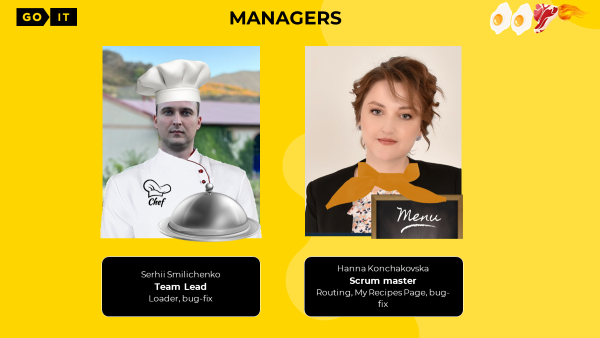 GO IT
MANAGERS
Chef
Menu
Serhii Smilichenko
Team Lead
Loader, bug-fix
Hanna Konchakovska
Scrum master
Routing, My Recipes Page, bug-
fix